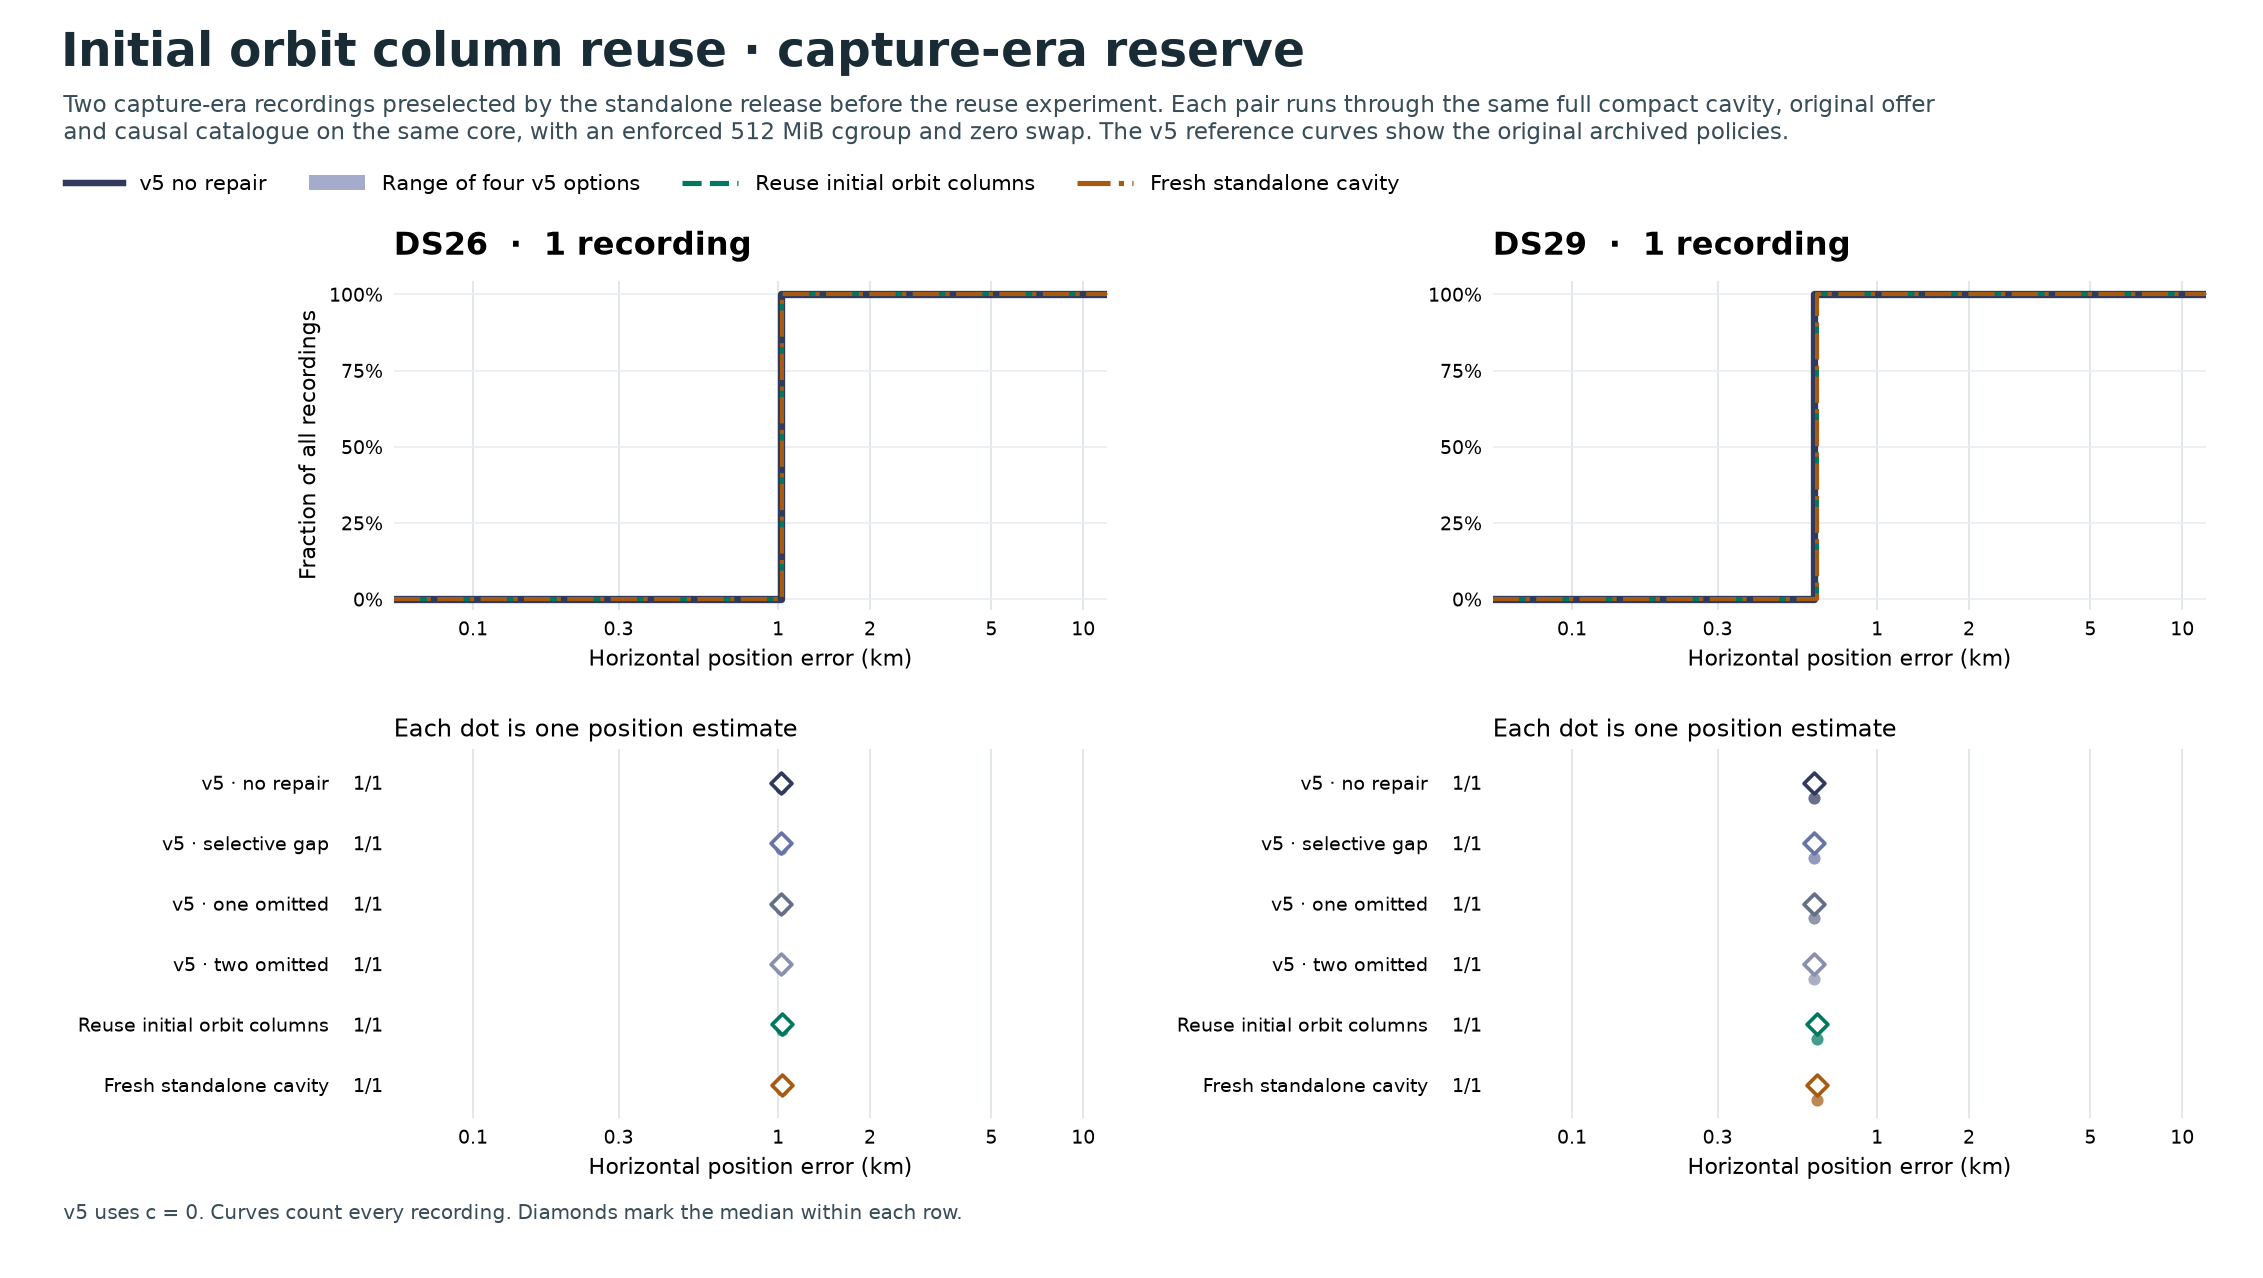 Initial orbit column reuse · capture-era reserve
Two capture-era recordings preselected by the standalone release before the reuse experiment. Each pair runs through the same full compact cavity, original offer
and causal catalogue on the same core, with an enforced 512 MiB cgroup and zero swap. The v5 reference curves show the original archived policies.
v5 no repair
Range of four v5 options
Reuse initial orbit columns
Fresh standalone cavity
DS26 · 1 recording
Fraction of all recordings
100%
75%
50%
25%
0%
0.1 0.3 1 2 5 10
Horizontal position error (km)
DS29 · 1 recording
100%
75%
50%
25%
0%
0.1 0.3 1 2 5 10
Horizontal position error (km)
Each dot is one position estimate
v5 · no repair 1/1
v5 · selective gap 1/1
v5 · one omitted 1/1
v5 · two omitted 1/1
Reuse initial orbit columns 1/1
Fresh standalone cavity 1/1
0.1 0.3 1 2 5 10
Horizontal position error (km)
Each dot is one position estimate
v5 · no repair 1/1
v5 · selective gap 1/1
v5 · one omitted 1/1
v5 · two omitted 1/1
Reuse initial orbit columns 1/1
Fresh standalone cavity 1/1
0.1 0.3 1 2 5 10
Horizontal position error (km)
v5 uses c = 0. Curves count every recording. Diamonds mark the median within each row.